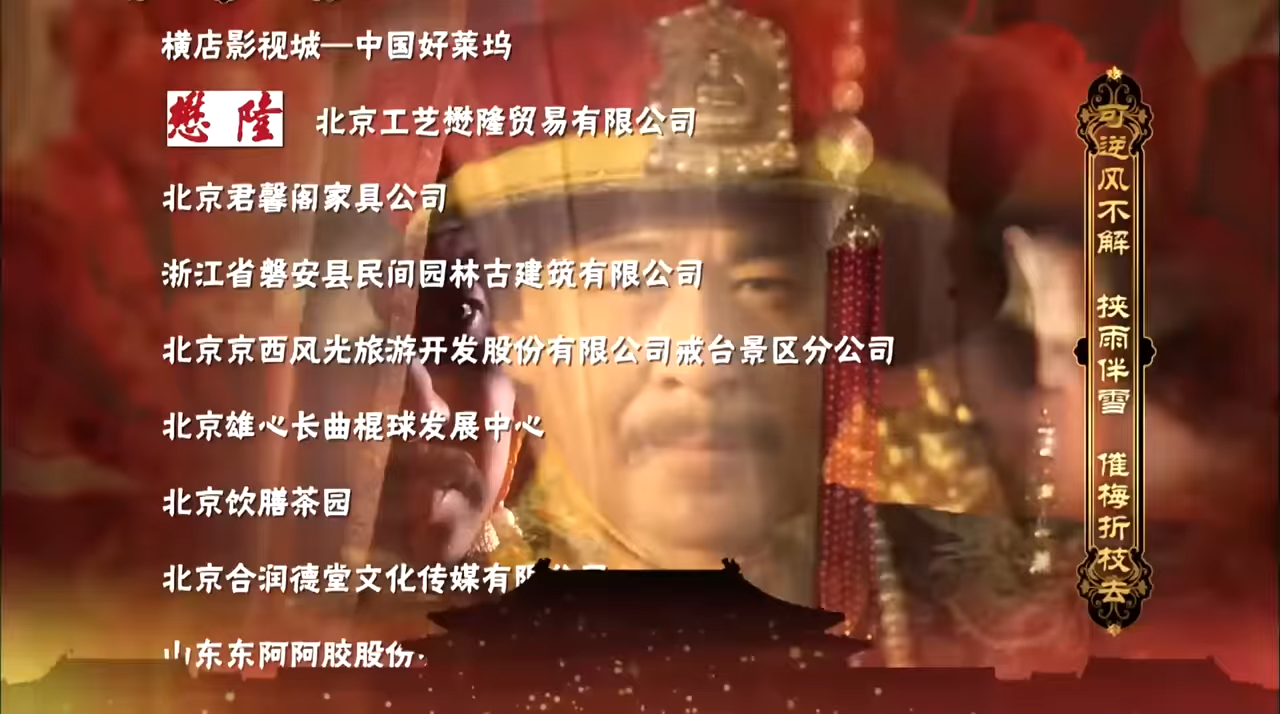 横店影视城—中国好莱坞
懋隆 北京工艺懋隆贸易有限公司
北京君馨阁家具公司
浙江省磐安县民间园林古建筑有限公司
北京京西风光旅游开发股份有限公司戒台景区分公司
北京雄心长曲棍球发展中心
北京饮膳茶园
北京合润德堂文化传媒有限公司
山东东阿阿胶股份
可逆风不解 挟雨伴雪 催梅折枝去